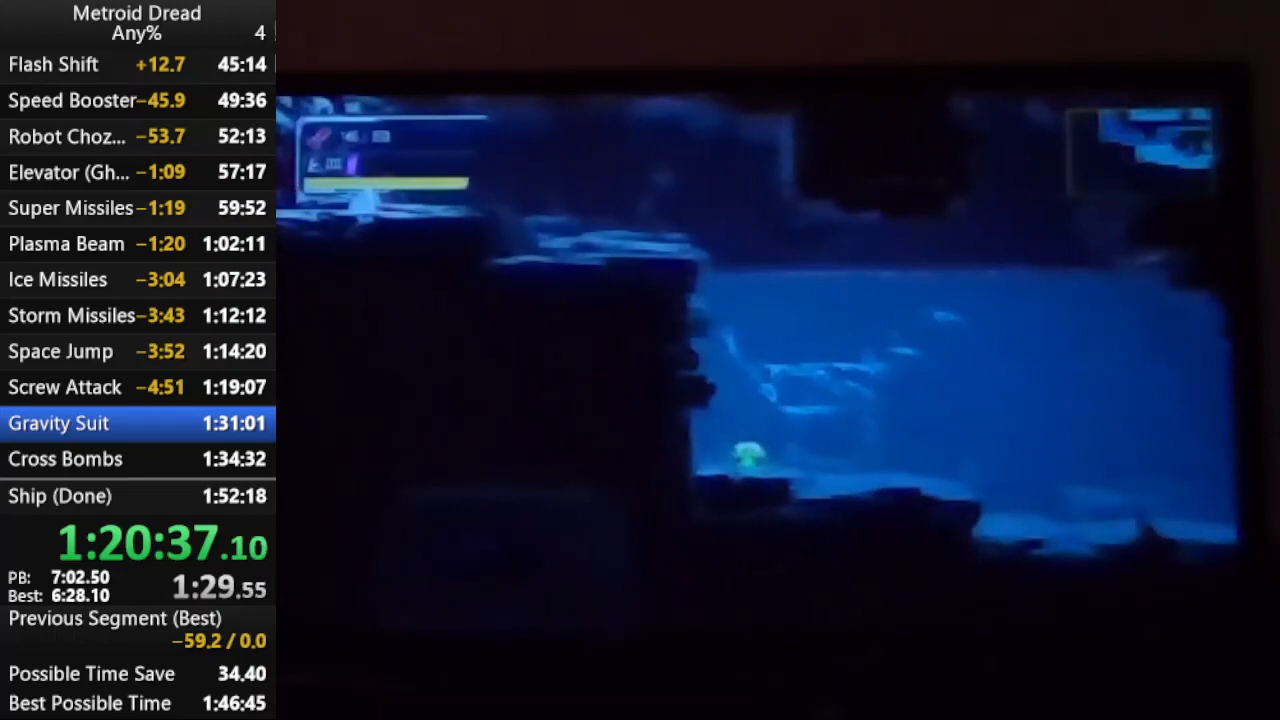 Metroid Dread
Any% 4
Flash Shift +12.7 45:14
Speed Booster −45.9 49:36
Robot Choz... −53.7 52:13
Elevator (Gh... −1:09 57:17
Super Missiles −1:19 59:52
Plasma Beam −1:20 1:02:11
Ice Missiles −3:04 1:07:23
Storm Missiles −3:43 1:12:12
Space Jump −3:52 1:14:20
Screw Attack −4:51 1:19:07
Gravity Suit 1:31:01
Cross Bombs 1:34:32
Ship (Done) 1:52:18
1:20:37.10
PB: 7:02.50
Best: 6:28.10
1:29.55
Previous Segment (Best)
−59.2 / 0.0
Possible Time Save 34.40
Best Possible Time 1:46:45